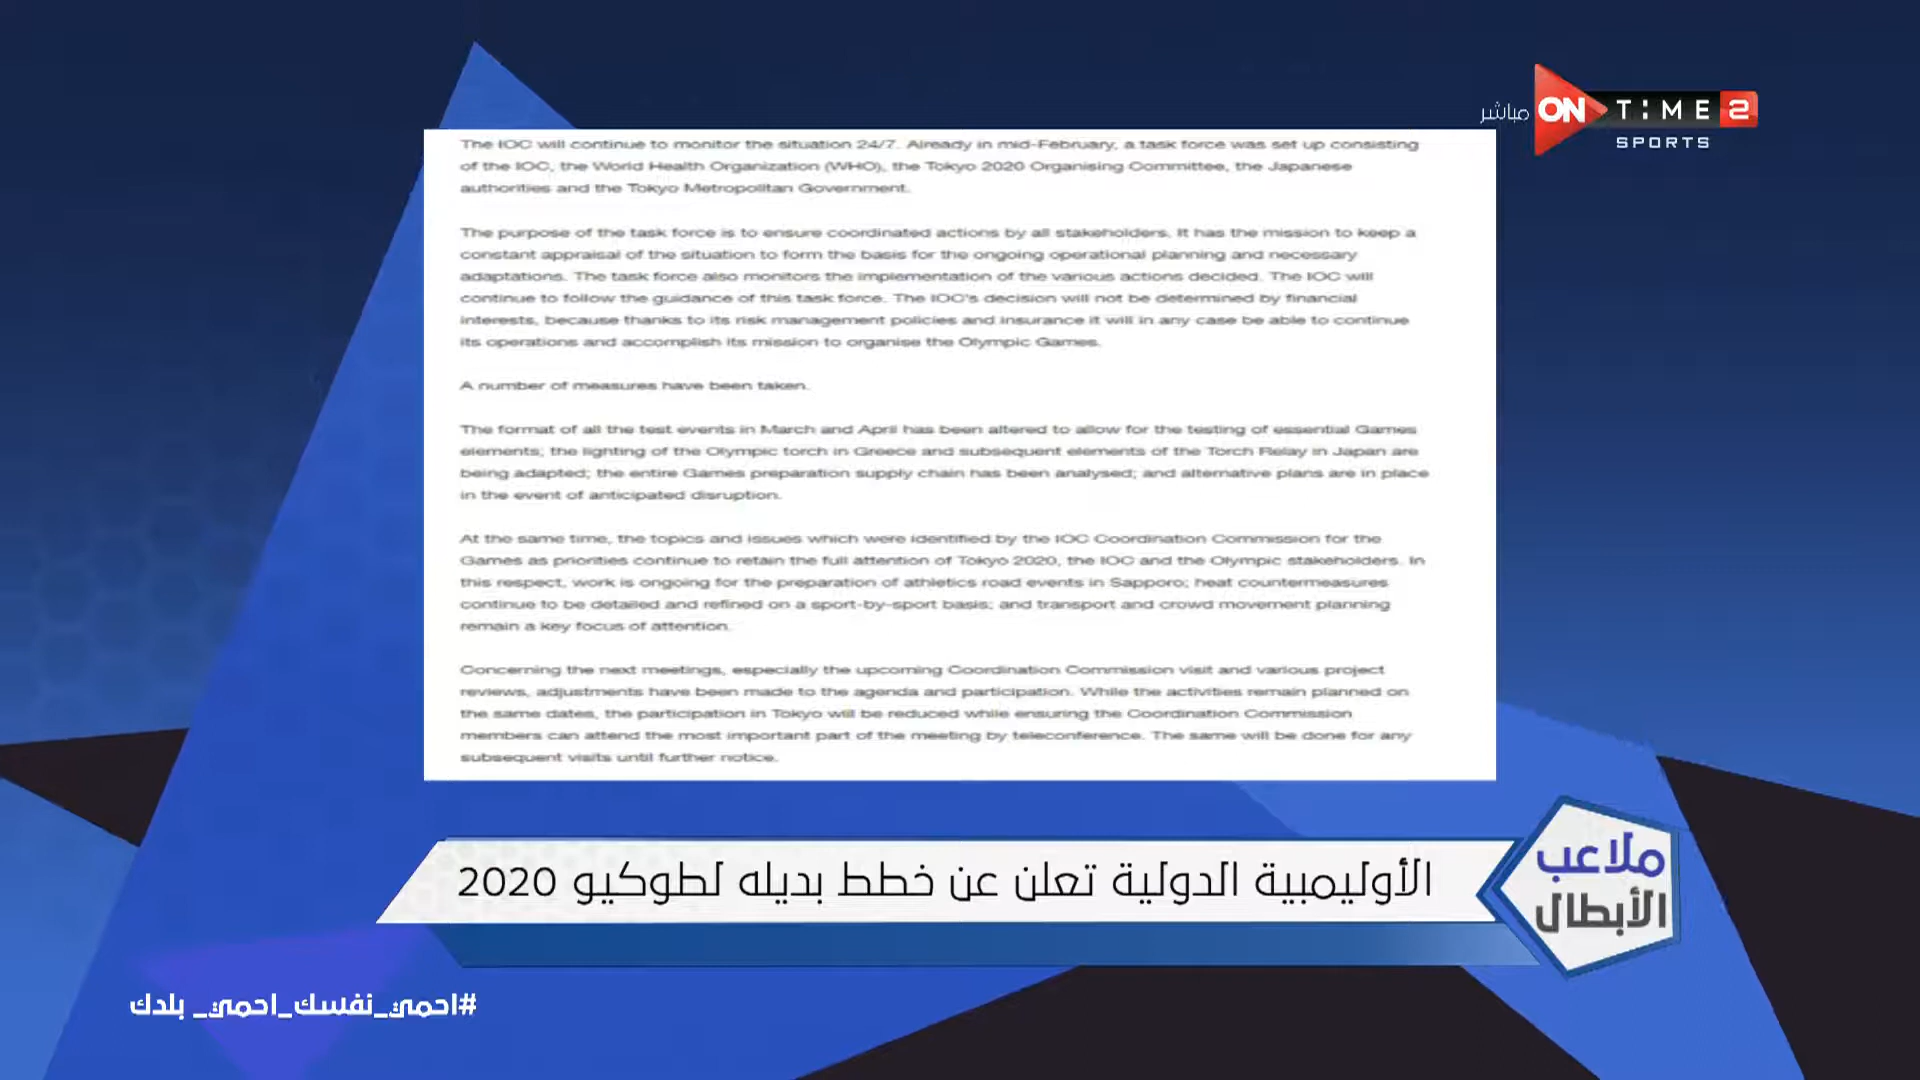 مباشر
ON TIME 2
SPORTS
The IOC will continue to monitor the situation 24/7. Already in mid-February, a task force was set up consisting
of the IOC, the World Health Organization (WHO), the Tokyo 2020 Organising Committee, the Japanese
authorities and the Tokyo Metropolitan Government.
The purpose of the task force is to ensure coordinated actions by all stakeholders. It has the mission to keep a
constant appraisal of the situation to form the basis for the ongoing operational planning and necessary
adaptations. The task force also monitors the implementation of the various actions decided. The IOC will
continue to follow the guidance of this task force. The IOC's decision will not be determined by financial
interests, because thanks to its risk management policies and insurance it will in any case be able to continue
its operations and accomplish its mission to organise the Olympic Games.
A number of measures have been taken.
The format of all the test events in March and April has been altered to allow for the testing of essential Games
elements; the lighting of the Olympic torch in Greece and subsequent elements of the Torch Relay in Japan are
being adapted; the entire Games preparation supply chain has been analysed; and alternative plans are in place
in the event of anticipated disruption.
At the same time, the topics and issues which were identified by the IOC Coordination Commission for the
Games as priorities continue to retain the full attention of Tokyo 2020, the IOC and the Olympic stakeholders. In
this respect, work is ongoing for the preparation of athletics road events in Sapporo; heat countermeasures
continue to be detailed and refined on a sport-by-sport basis; and transport and crowd movement planning
remain a key focus of attention.
Concerning the next meetings, especially the upcoming Coordination Commission visit and various project
reviews, adjustments have been made to the agenda and participation. While the activities remain planned on
the same dates, the participation in Tokyo will be reduced while ensuring the Coordination Commission
members can attend the most important part of the meeting by teleconference. The same will be done for any
subsequent visits until further notice.
ملاعب
الأبطال
الأوليمبية الدولية تعلن عن خطط بديله لطوكيو 2020
#احمي_نفسك_احمي_ بلدك